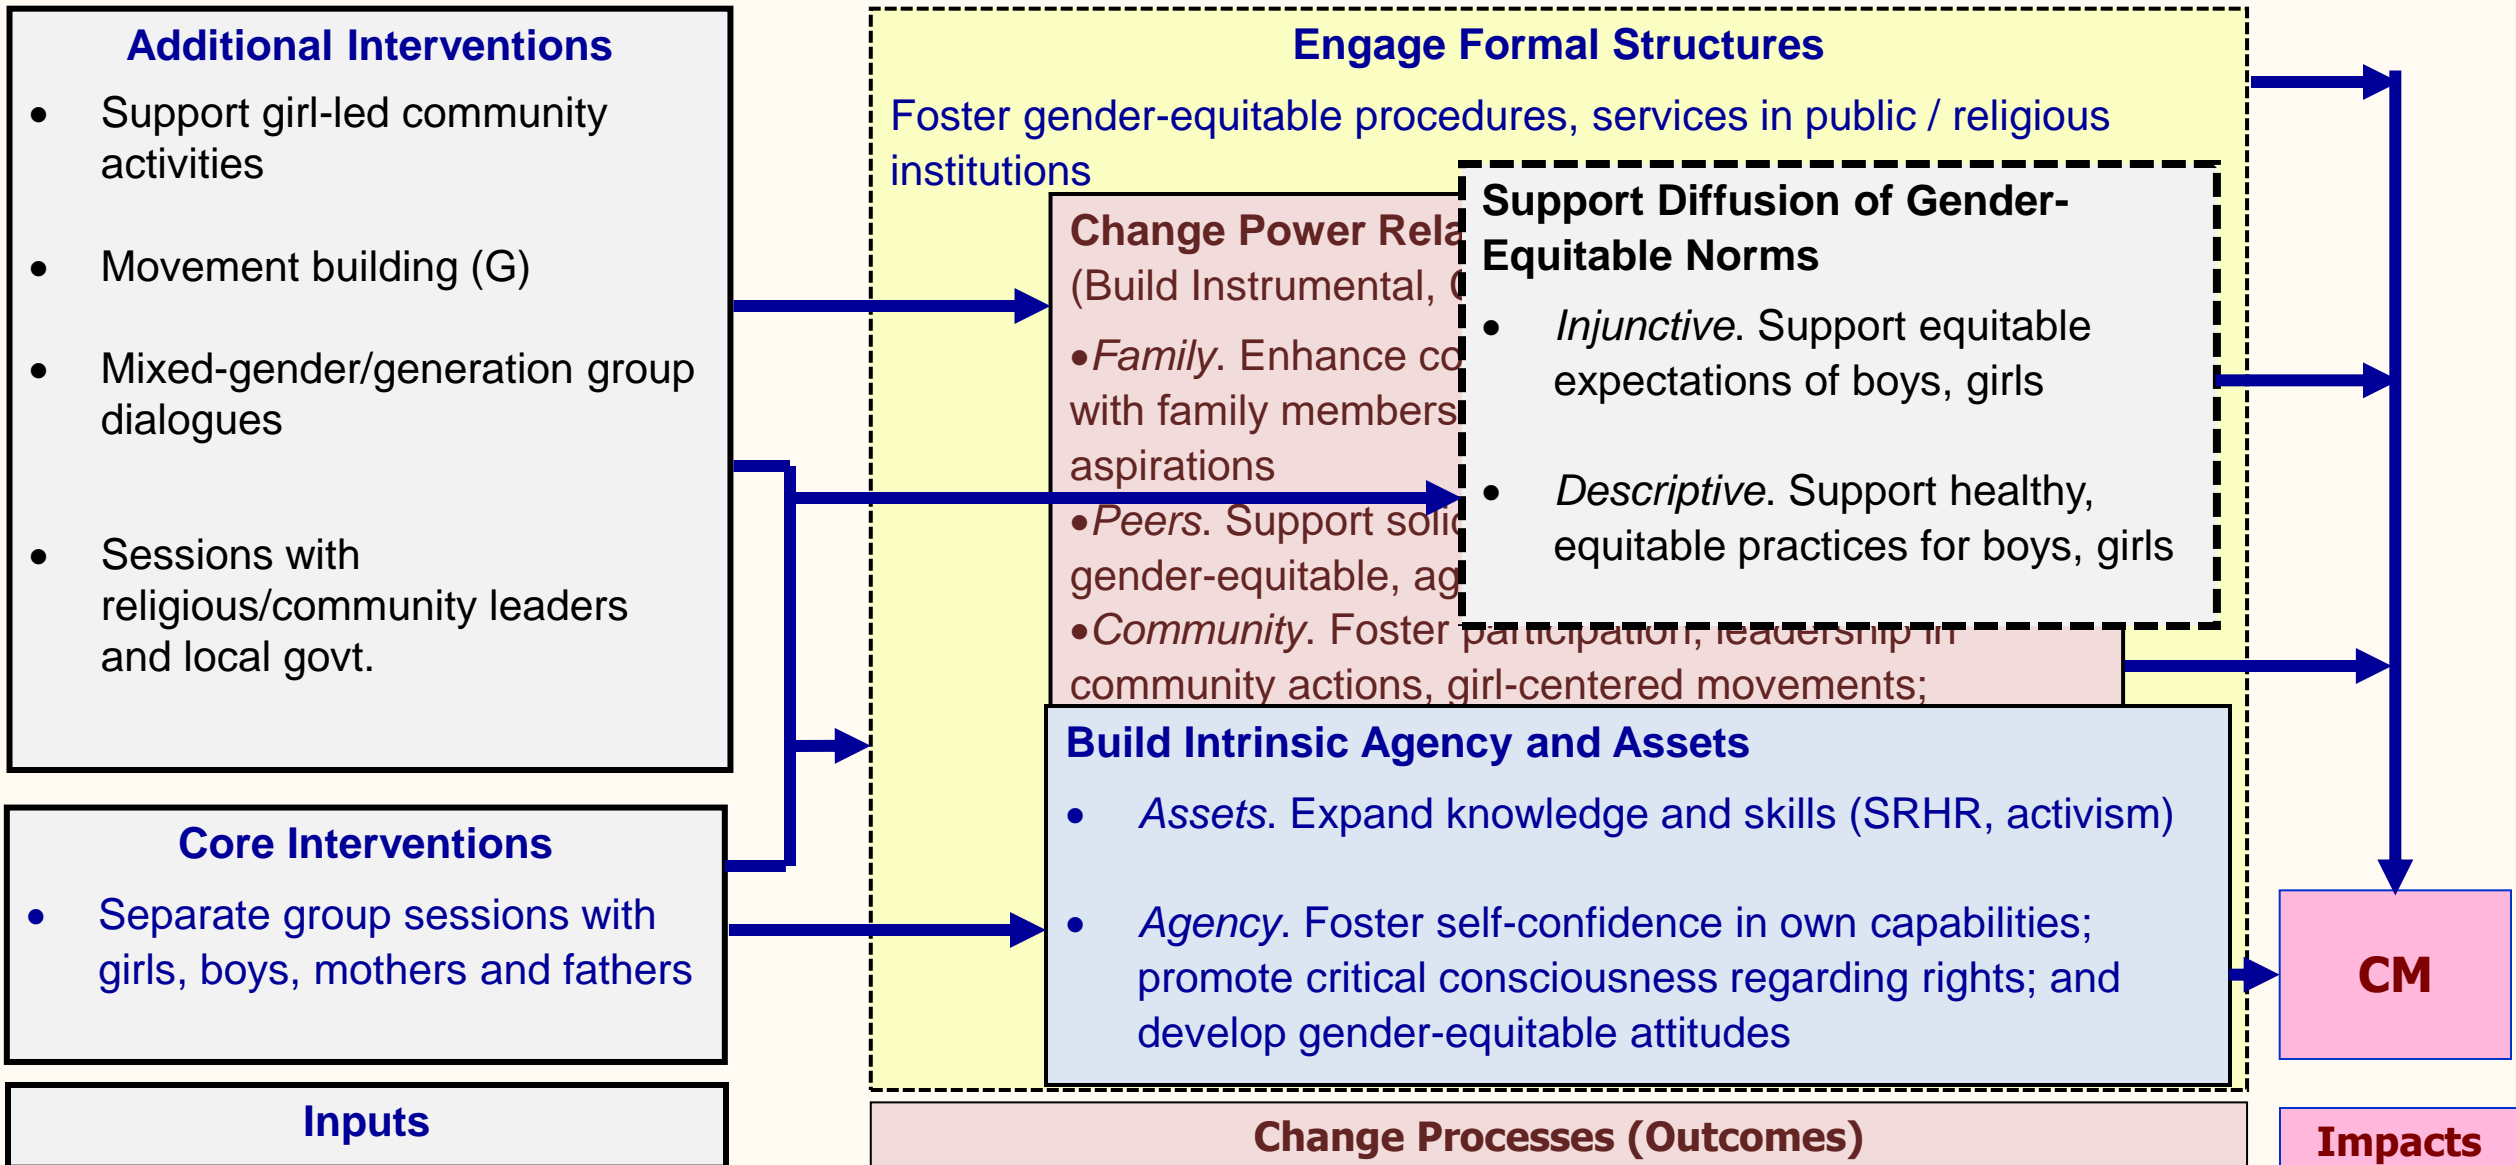 Additional Interventions
• Support girl-led community
activities
• Movement building (G)
• Mixed-gender/generation group
dialogues
• Sessions with
religious/community leaders
and local govt.
Core Interventions
• Separate group sessions with
girls, boys, mothers and fathers
Inputs
Engage Formal Structures
Foster gender-equitable procedures, services in public / religious
institutions
Change Power
(Build Instrumental,
•Family. Enhance
with family members
aspirations
•Peers. Support
gender-equitable,
•Community. Foster participation, leadership in
community actions, girl-centered movements;
Support Diffusion of Gender-
Equitable Norms
• Injunctive. Support equitable
expectations of boys, girls
• Descriptive. Support healthy,
equitable practices for boys, girls
Build Intrinsic Agency and Assets
• Assets. Expand knowledge and skills (SRHR, activism)
• Agency. Foster self-confidence in own capabilities;
promote critical consciousness regarding rights; and
develop gender-equitable attitudes
Change Processes (Outcomes)
CM
Impacts